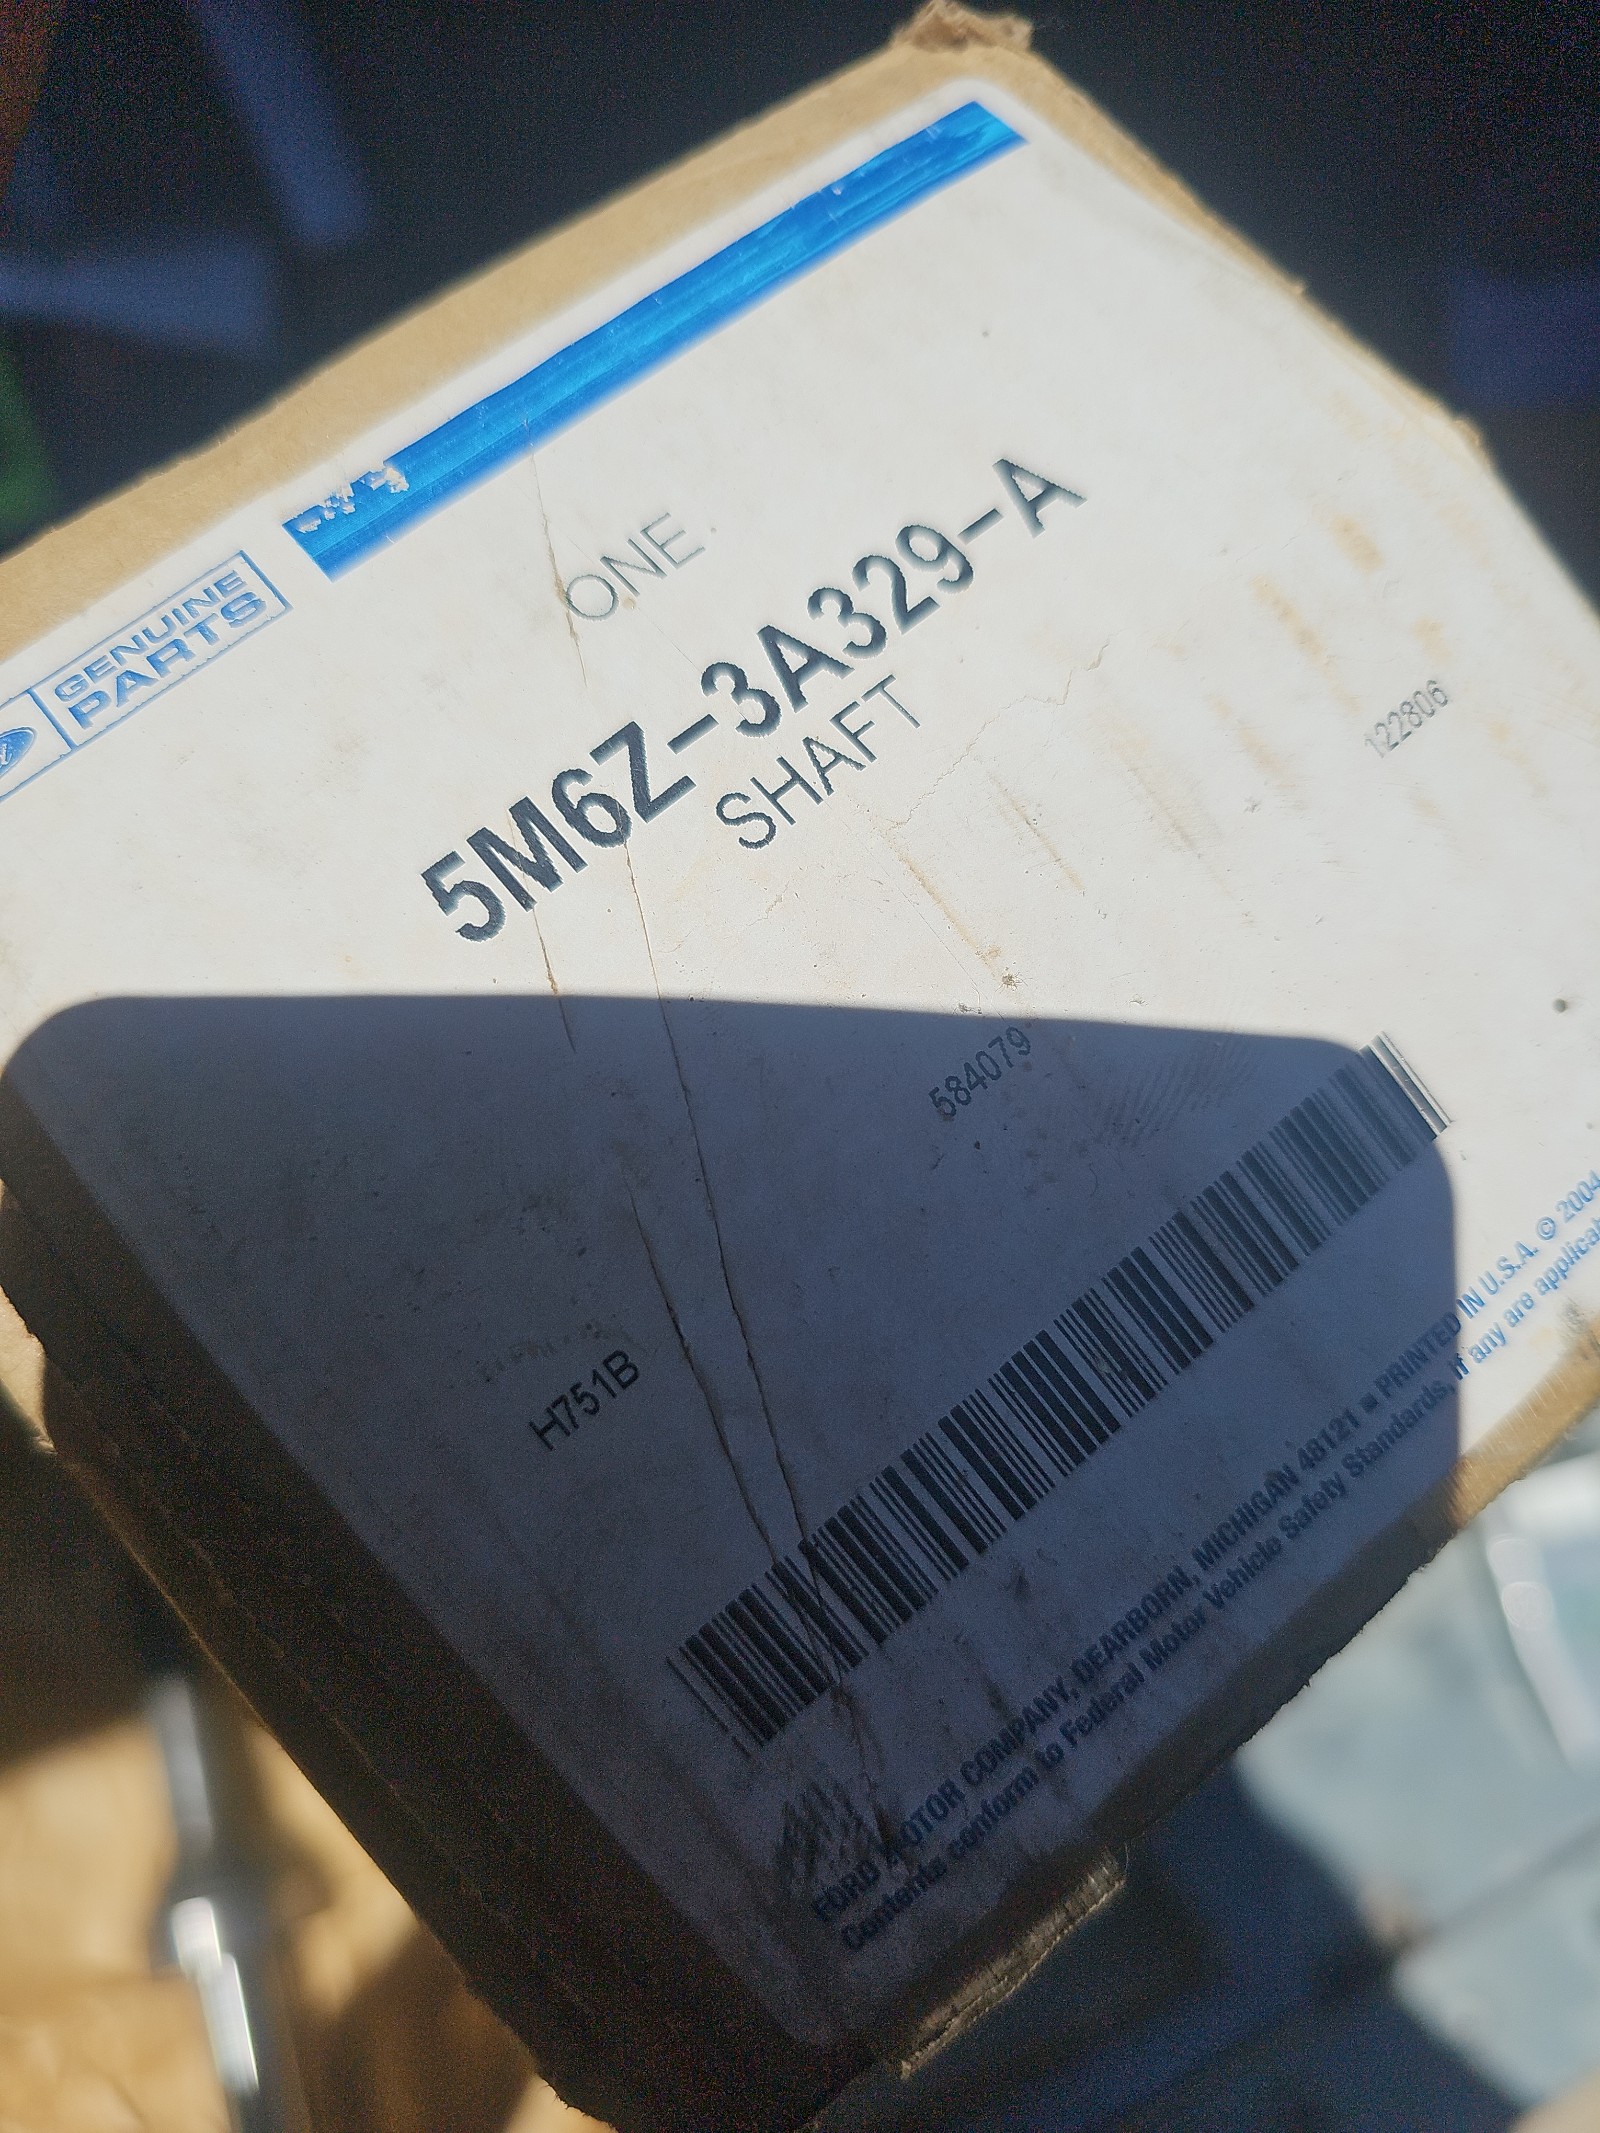 GENUINE
PARTS
ONE
5M6Z-3A329-A
SHAFT
122806
584079
H751B
FORD MOTOR COMPANY, DEARBORN, MICHIGAN 48121 ■ PRINTED IN U.S.A. © 2004
Contents conform to Federal Motor Vehicle Safety Standards, if any are